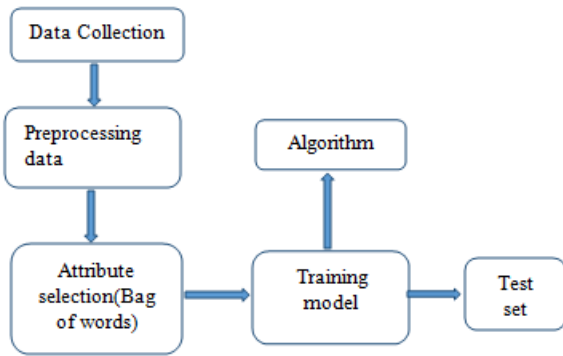 Data Collection
Preprocessing
data
Algorithm
Attribute
selection(Bag
of words)
Training
model
Test
set